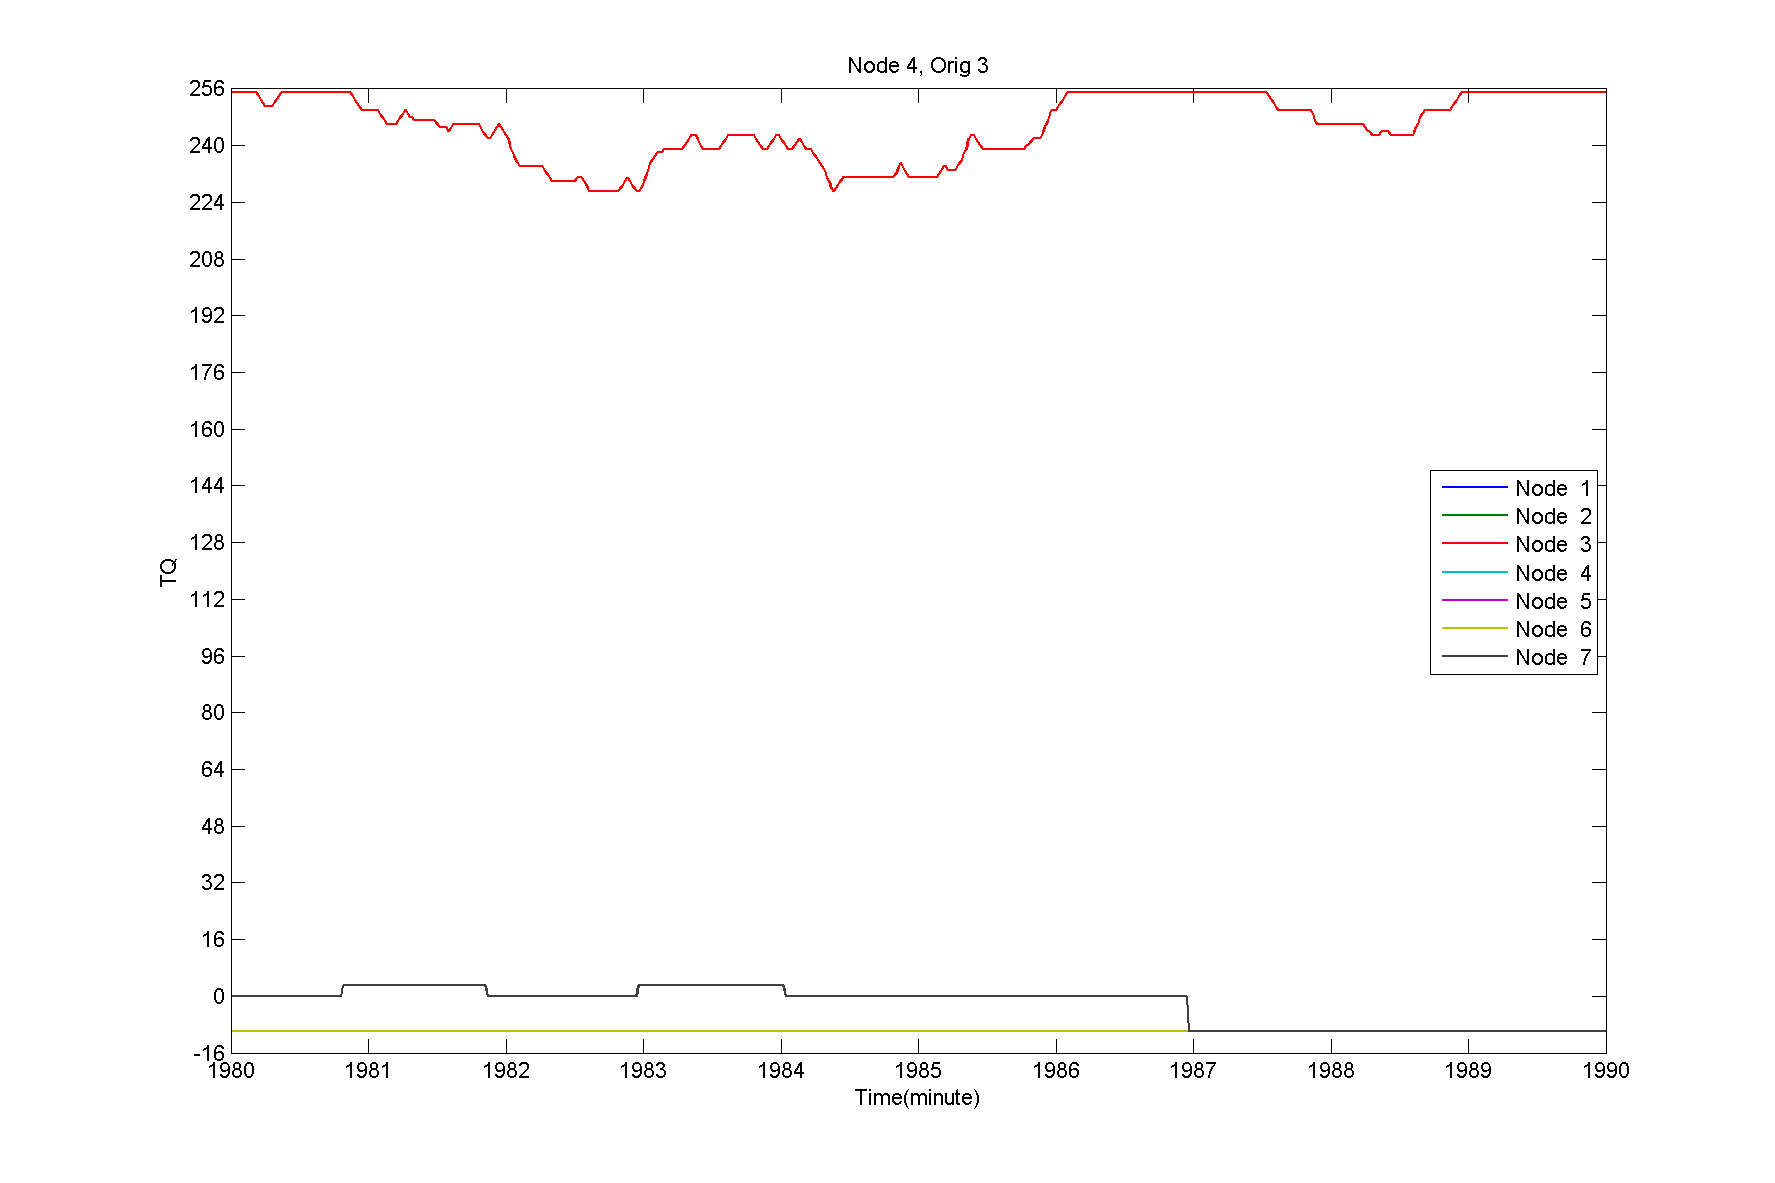 Node 4, Orig 3
256
240
224
208
192
176
160
144
128
112
96
80
64
48
32
16
0
-16
TQ
Node 1
Node 2
Node 3
Node 4
Node 5
Node 6
Node 7
1980 1981 1982 1983 1984 1985 1986 1987 1988 1989 1990
Time(minute)